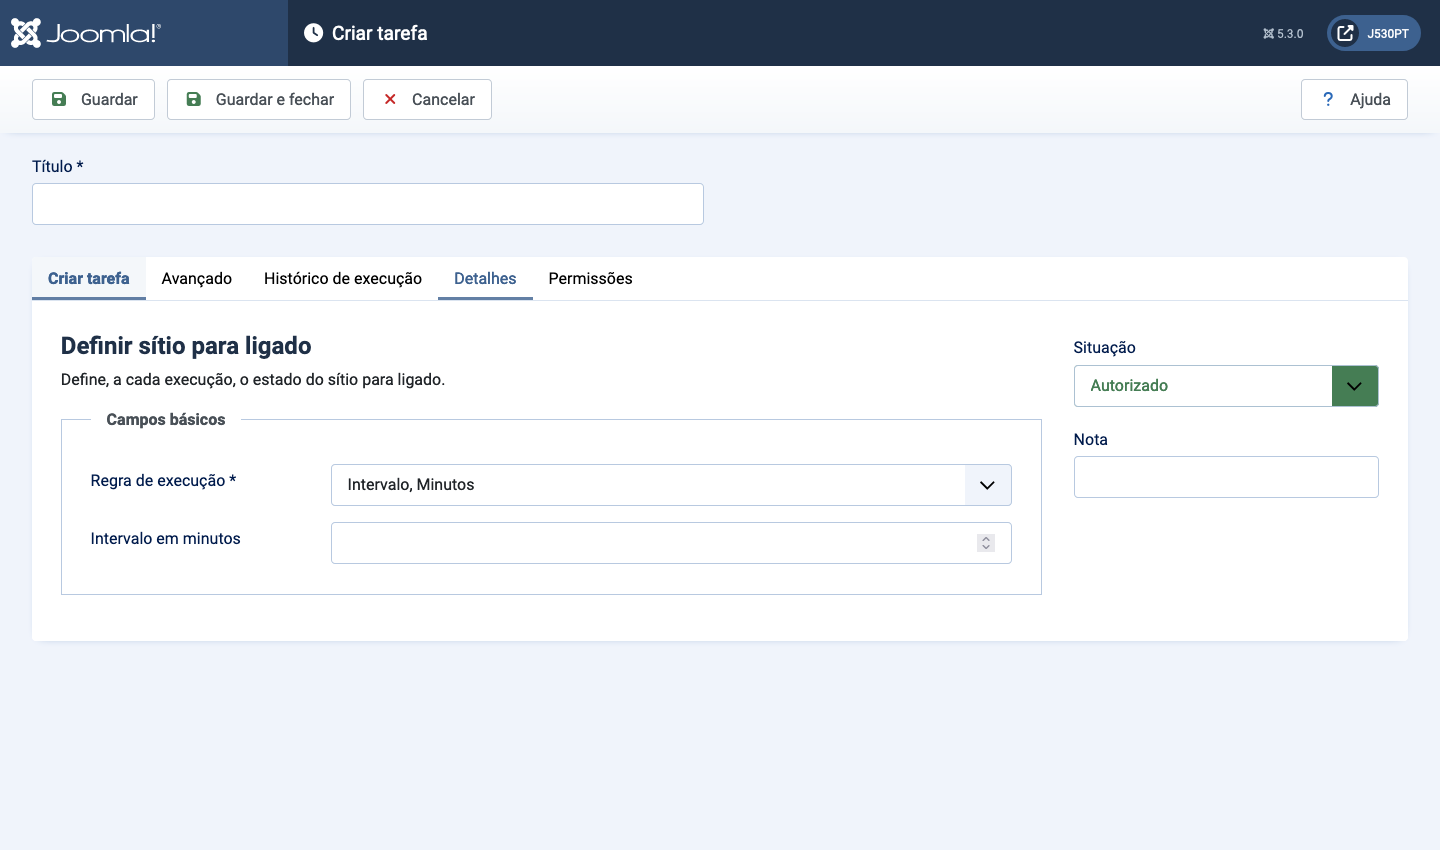 Joomla!®
Criar tarefa
5.3.0
J530PT
Guardar
Guardar e fechar
Cancelar
? Ajuda
Título *
Criar tarefa
Avançado
Histórico de execução
Detalhes
Permissões
Definir sítio para ligado
Define, a cada execução, o estado do sítio para ligado.
Campos básicos
Regra de execução *
Intervalo, Minutos
Intervalo em minutos
Situação
Autorizado
Nota